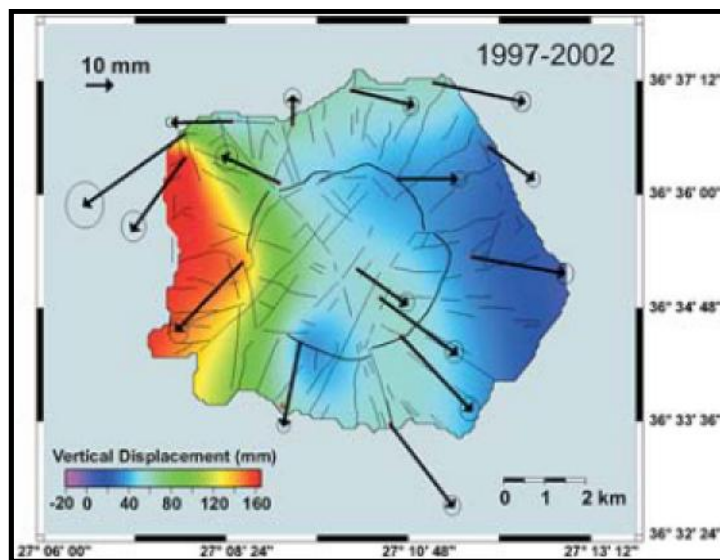 1997-2002
10 mm
36° 37' 12"
36° 36' 00"
36° 34' 48"
36° 33' 36"
36° 32' 24"
Vertical Displacement (mm)
-20 0 40 80 120 160
0 1 2 km
27° 06' 00" 27° 08' 24" 27° 10' 48" 27° 13' 12"